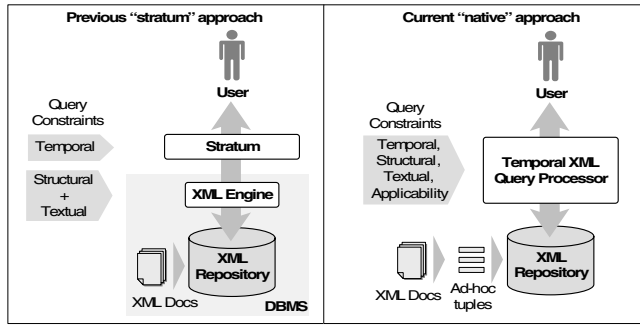 Previous “stratum” approach
User
Query
Constraints
Temporal
Stratum
Structural
+
Textual
XML Engine
XML
Repository
XML Docs
DBMS
Current “native” approach
User
Query
Constraints
Temporal,
Structural,
Textual,
Applicability
Temporal XML
Query Processor
XML
Repository
XML Docs
Ad-hoc
tuples